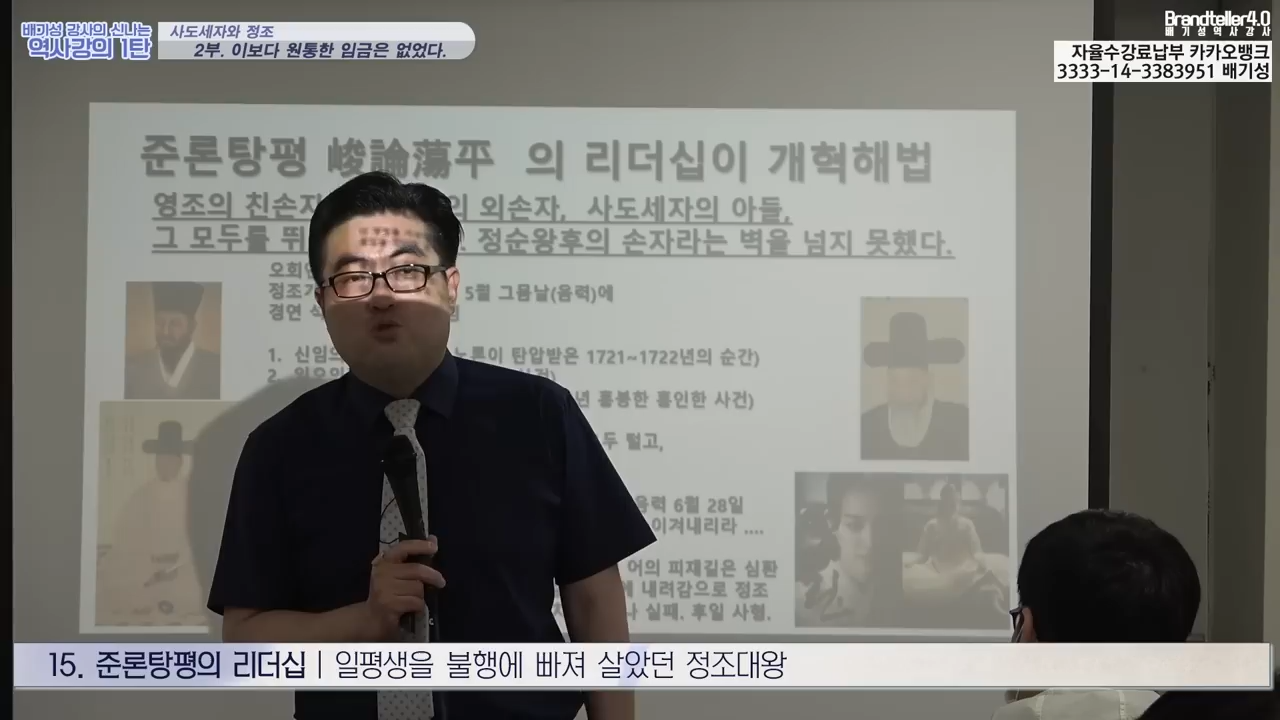 배기성 강사의 신나는
역사강의 1탄
사도세자와 정조
2부. 이보다 원통한 임금은 없었다.
Brandteller4.0
배기성역사강사
자율수강료납부 카카오뱅크
3333-14-3383951 배기성
준론탕평 峻論蕩平 의 리더십이 개혁해법
영조의 친손자 의 외손자, 사도세자의 아들,
그 모두를 뛰 정순왕후의 손자라는 벽을 넘지 못했다.
오회
정조 5월 그믐날(음력)에
경연
1. 신임 노론이 탄압받은 1721~1722년의 순간)
2.
년 홍봉한 홍인한 사건)
두 털고,
음력 6월 28일
이겨내리라 ....
어의 피재길은 심환
에 내려감으로 정조
나 실패. 후일 사형.
15. 준론탕평의 리더십 | 일평생을 불행에 빠져 살았던 정조대왕